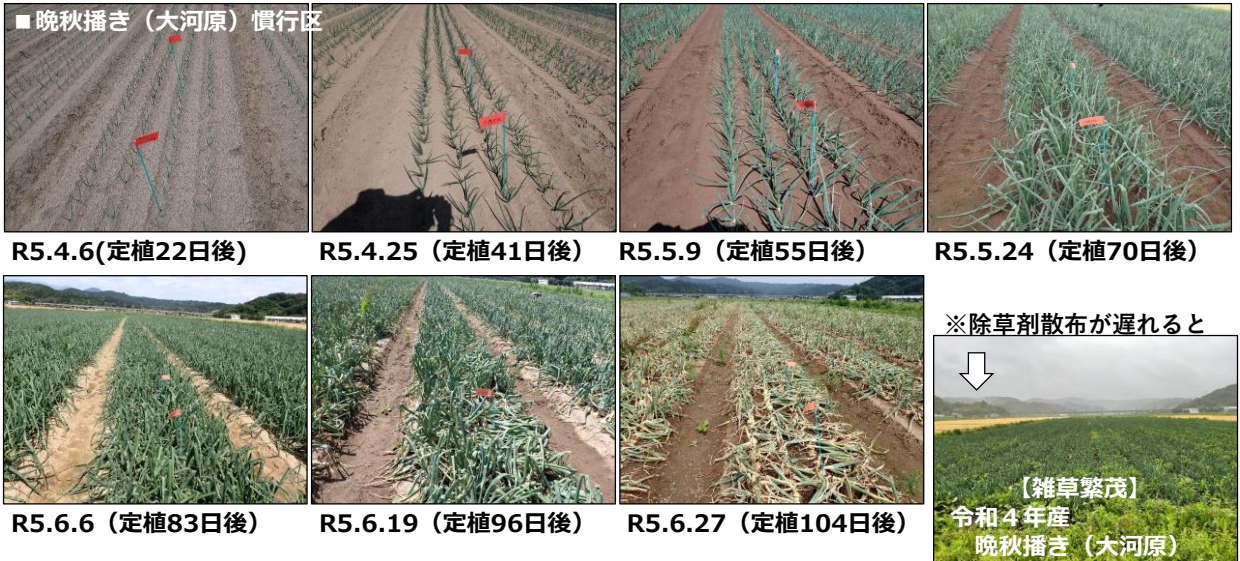 ■晩秋播き（大河原）慣行区
R5.4.6(定植22日後)
R5.4.25（定植41日後）
R5.5.9（定植55日後）
R5.5.24（定植70日後）
R5.6.6（定植83日後）
R5.6.19（定植96日後）
R5.6.27（定植104日後）
※除草剤散布が遅れると
【雑草繁茂】
令和４年産
晩秋播き（大河原）